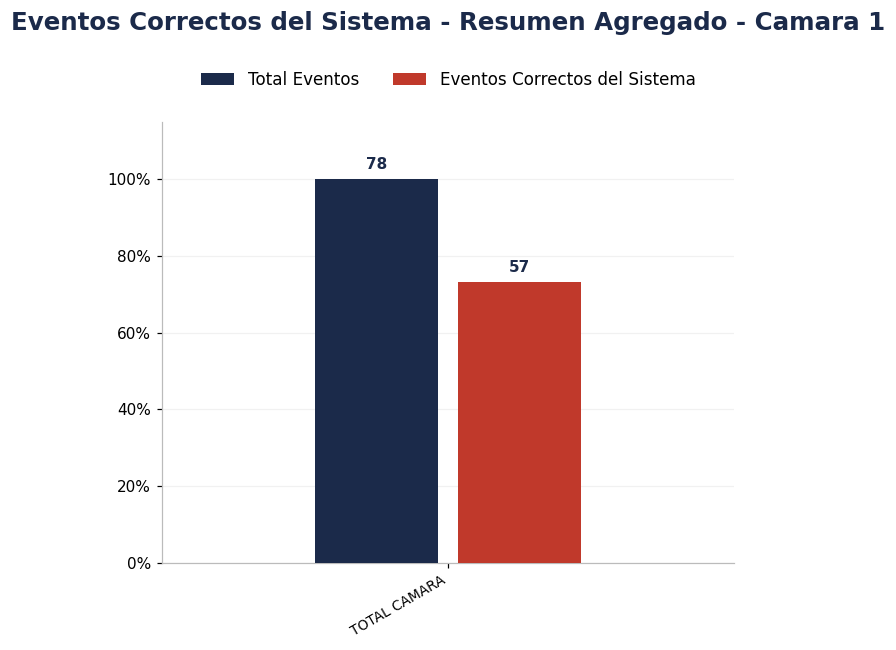 Eventos Correctos del Sistema - Resumen Agregado - Camara 1
Total Eventos
Eventos Correctos del Sistema
100%
80%
60%
40%
20%
0%
78
57
TOTAL CAMARA